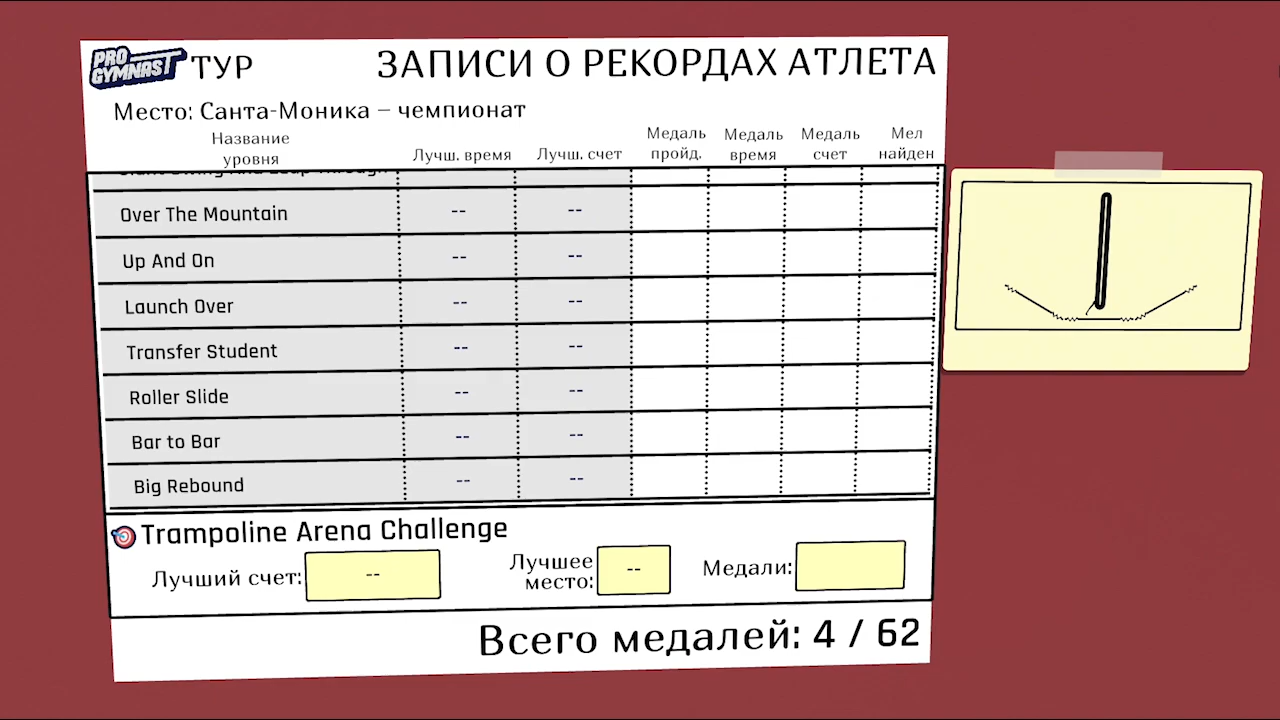 PRO GYMNAST ТУР ЗАПИСИ О РЕКОРДАХ АТЛЕТА
Место: Санта-Моника – чемпионат
Название уровня Лучш. время Лучш. счет Медаль пройд. Медаль время Медаль счет Мел найден
Over The Mountain -- --
Up And On -- --
Launch Over -- --
Transfer Student -- --
Roller Slide -- --
Bar to Bar -- --
Big Rebound -- --
Trampoline Arena Challenge
Лучший счет: -- Лучшее место: -- Медали:
Всего медалей: 4 / 62